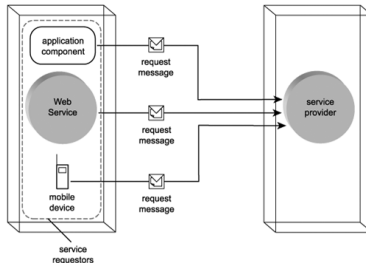 application
component
request
message
Web
Service
service
provider
request
message
mobile
device
request
message
service
requestors